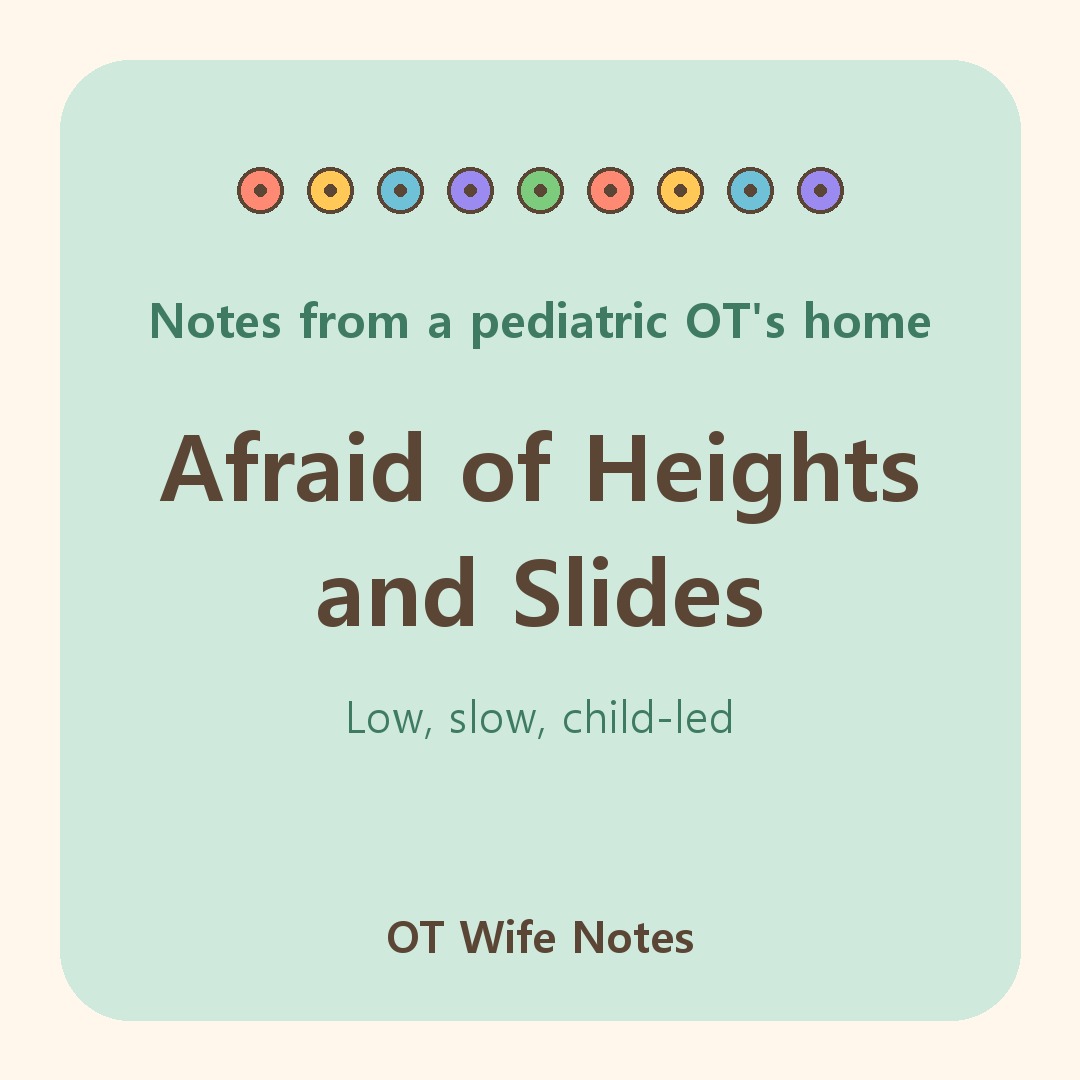 Notes from a pediatric OT's home
Afraid of Heights
and Slides
Low, slow, child-led
OT Wife Notes